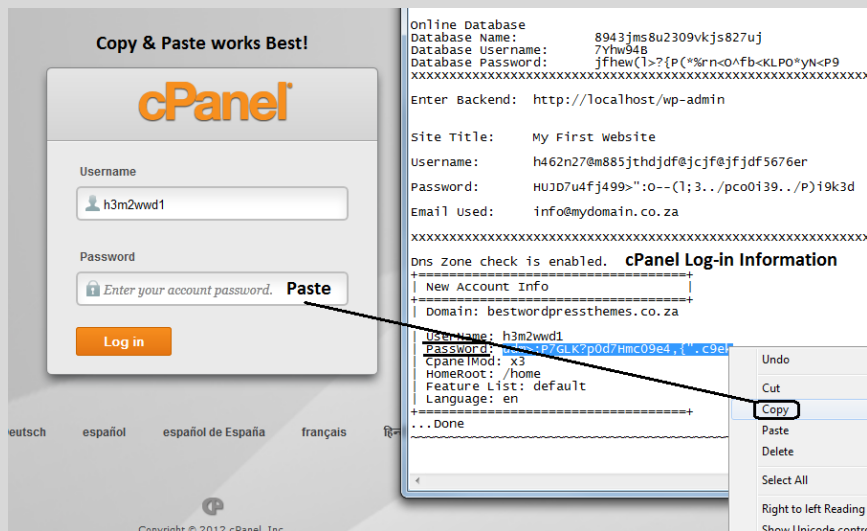 Copy & Paste works Best!
cPanel
Username
h3m2wwd1
Password
Enter your account password. Paste
Log in
español español de España français
Copyright © 2012 cPanel, Inc.
Online Database
Database Name: 8943jms8u2309vkjs827uj
Database Username: 7Yhw94B
Database Password: jfhew(l>?{P(*%rn<O^fb<KLPO*yN<P9
xxxxxxxxxxxxxxxxxxxxxxxxxxxxxxxxxxxxxxxxxxxxxxxxxxxxxxxxxxxxx
Enter Backend: http://localhost/wp-admin
Site Title: My First Website
Username: h462n27@m885jthdjdf@jcjf@jfjdf5676er
Password: HUJD7u4fj499>":O--(l;3../pco0i39../P)i9k3d
Email Used: info@mydomain.co.za
xxxxxxxxxxxxxxxxxxxxxxxxxxxxxxxxxxxxxxxxxxxxxxxxxxxxxxxxxxxxx
Dns Zone check is enabled. cPanel Log-in Information
+===================================+
| New Account Info |
+===================================+
| Domain: bestwordpressthemes.co.za
| UserName: h3m2wwd1
| PassWord:
| CpanelMod: x3
| HomeRoot: /home
| Feature List: default
| Language: en
+===================================+
...Done
Undo
Cut
Copy
Paste
Delete
Select All
Right to left Reading
Show Unicode contr